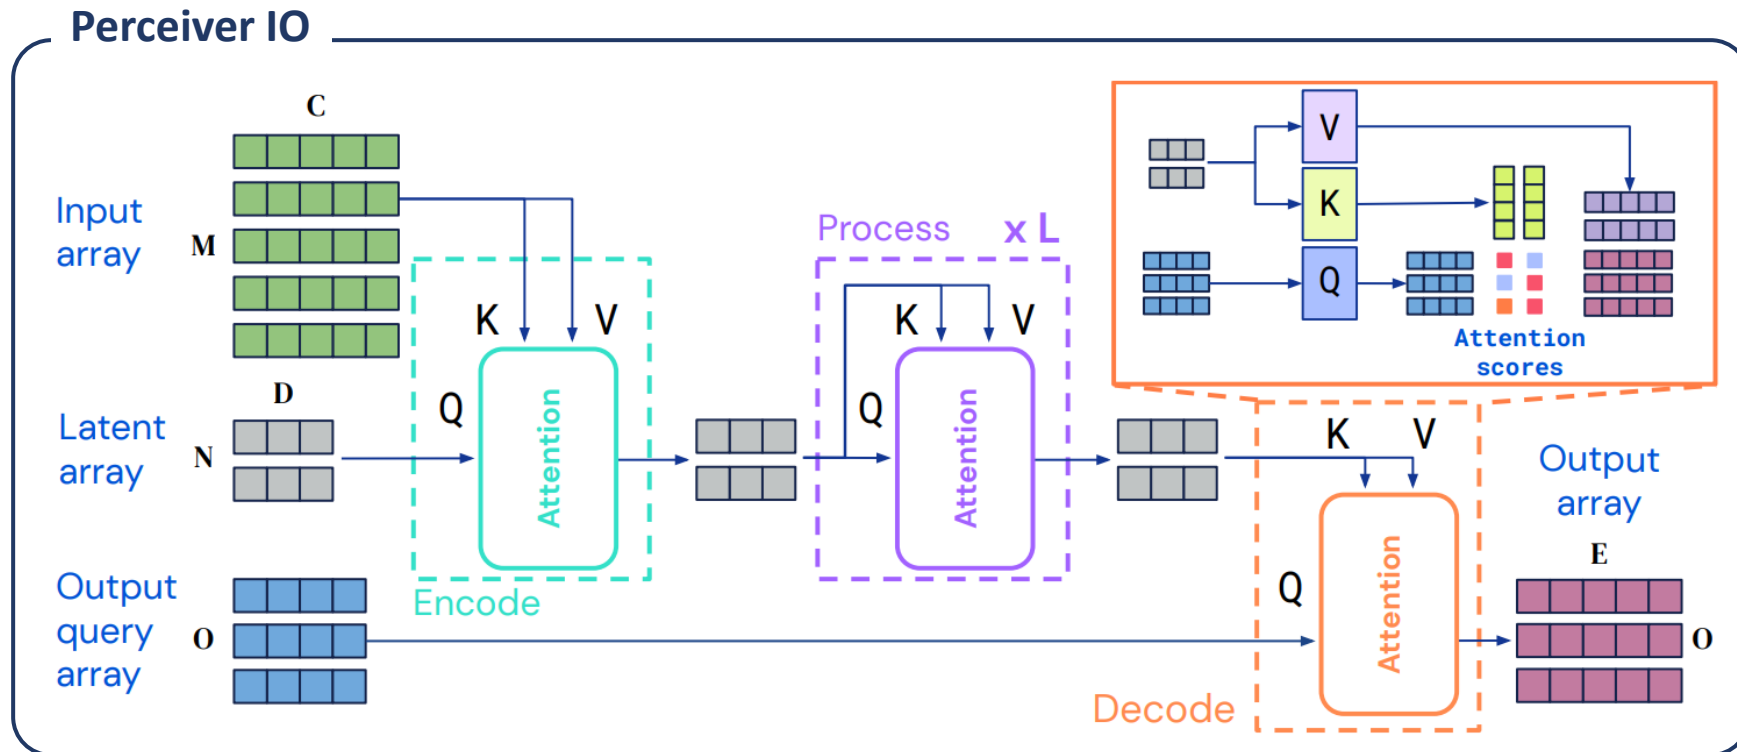 Perceiver IO
C
Input
array
M
D
Latent
array
N
Output
query
array
O
K
V
Q
Attention
Encode
Process
x L
K
V
Q
Attention
V
K
Q
Attention
scores
K
V
Q
Attention
Decode
Output
array
E
O